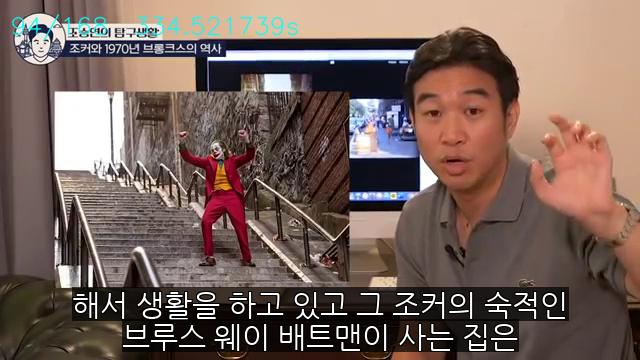 94/168 334.521739s
조승연의 탐구생활
조커와 1970년 브롱크스의 역사
해서 생활을 하고 있고 그 조커의 숙적인
브루스 웨이 배트맨이 사는 집은